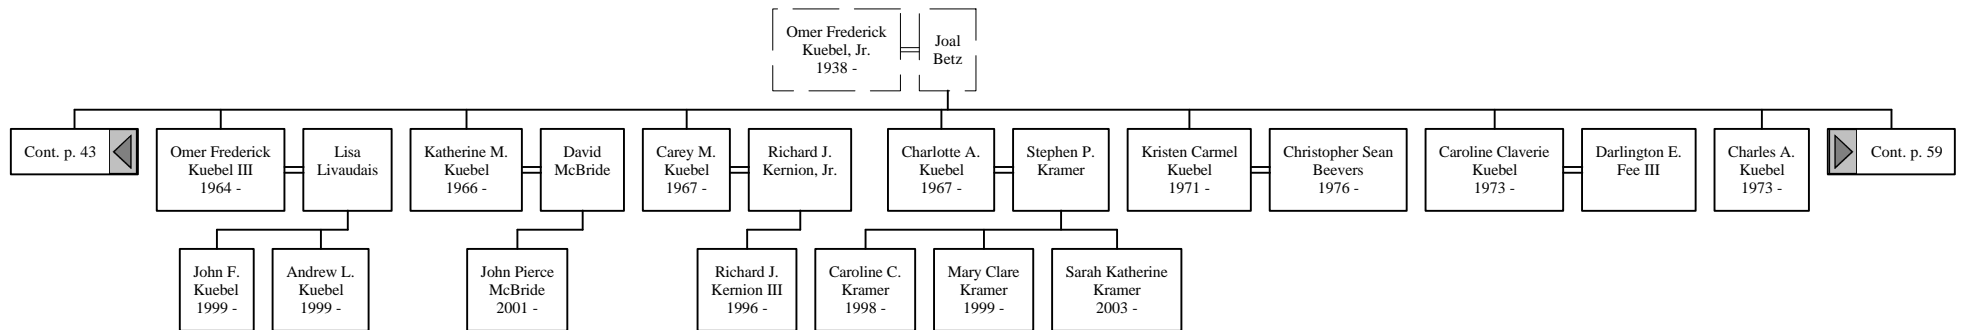 Omer Frederick
Kuebel, Jr.
1938 -
Joal
Betz
Cont. p. 43
Omer Frederick
Kuebel III
1964 -
Lisa
Livaudais
Katherine M.
Kuebel
1966 -
David
McBride
Carey M.
Kuebel
1967 -
Richard J.
Kernion, Jr.
Charlotte A.
Kuebel
1967 -
Stephen P.
Kramer
Kristen Carmel
Kuebel
1971 -
Christopher Sean
Beevers
1976 -
Caroline Claverie
Kuebel
1973 -
Darlington E.
Fee III
Charles A.
Kuebel
1973 -
Cont. p. 59
John F.
Kuebel
1999 -
Andrew L.
Kuebel
1999 -
John Pierce
McBride
2001 -
Richard J.
Kernion III
1996 -
Caroline C.
Kramer
1998 -
Mary Clare
Kramer
1999 -
Sarah Katherine
Kramer
2003 -